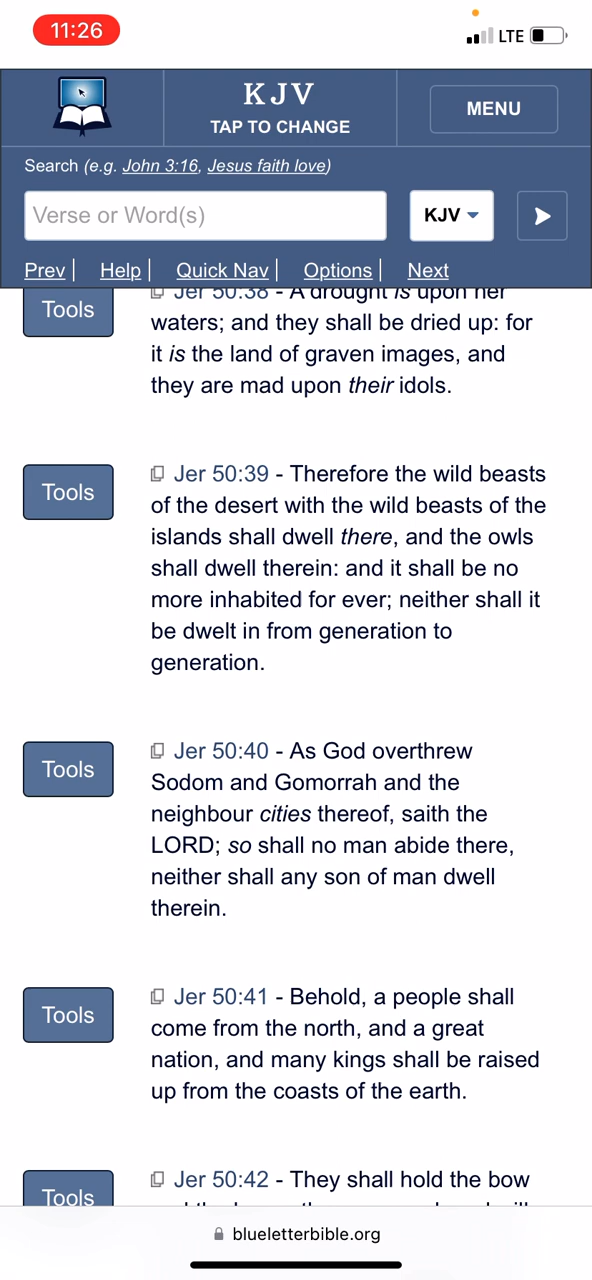 11:26
LTE
KJV
TAP TO CHANGE
MENU
Search (e.g. John 3:16, Jesus faith love)
Verse or Word(s)
KJV
Prev | Help | Quick Nav | Options | Next
Tools
Jer 50:38 - A drought is upon her
waters; and they shall be dried up: for
it is the land of graven images, and
they are mad upon their idols.
Tools
Jer 50:39 - Therefore the wild beasts
of the desert with the wild beasts of the
islands shall dwell there, and the owls
shall dwell therein: and it shall be no
more inhabited for ever; neither shall it
be dwelt in from generation to
generation.
Tools
Jer 50:40 - As God overthrew
Sodom and Gomorrah and the
neighbour cities thereof, saith the
LORD; so shall no man abide there,
neither shall any son of man dwell
therein.
Tools
Jer 50:41 - Behold, a people shall
come from the north, and a great
nation, and many kings shall be raised
up from the coasts of the earth.
Tools
Jer 50:42 - They shall hold the bow
blueletterbible.org